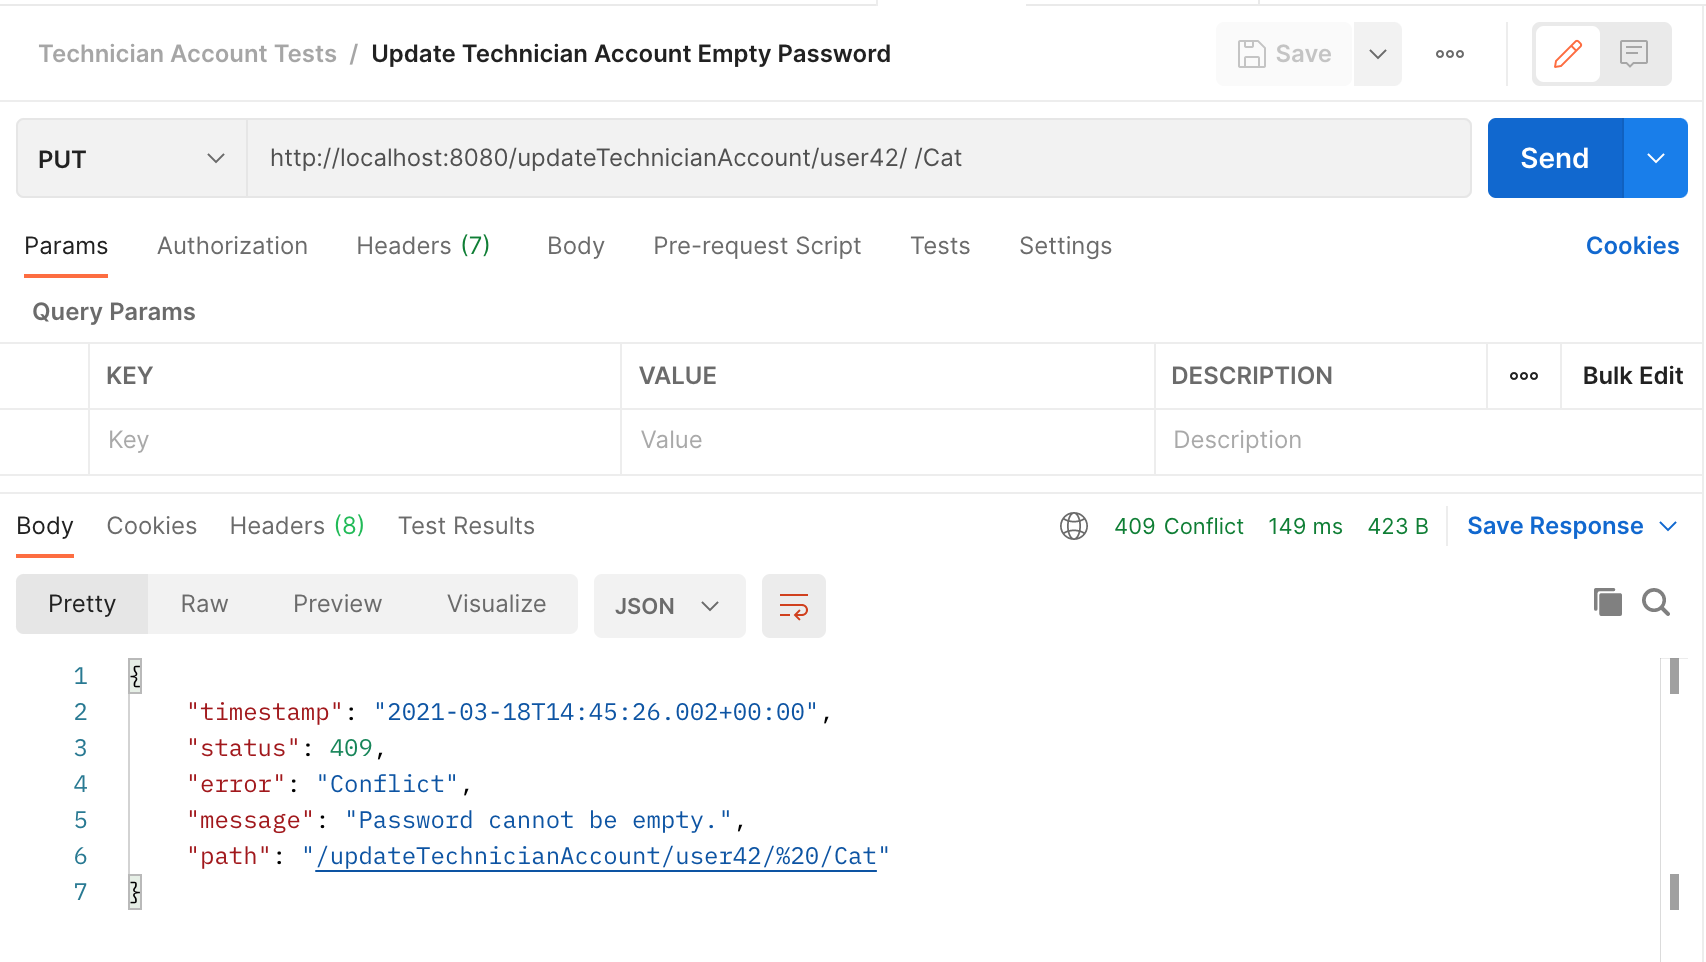 Technician Account Tests / Update Technician Account Empty Password
Save
PUT
http://localhost:8080/updateTechnicianAccount/user42/ /Cat
Send
Params Authorization Headers (7) Body Pre-request Script Tests Settings Cookies
Query Params
KEY VALUE DESCRIPTION ooo Bulk Edit
Key Value Description
Body Cookies Headers (8) Test Results 409 Conflict 149 ms 423 B Save Response
Pretty Raw Preview Visualize JSON
1 {
2 "timestamp": "2021-03-18T14:45:26.002+00:00",
3 "status": 409,
4 "error": "Conflict",
5 "message": "Password cannot be empty.",
6 "path": "/updateTechnicianAccount/user42/%20/Cat"
7 }